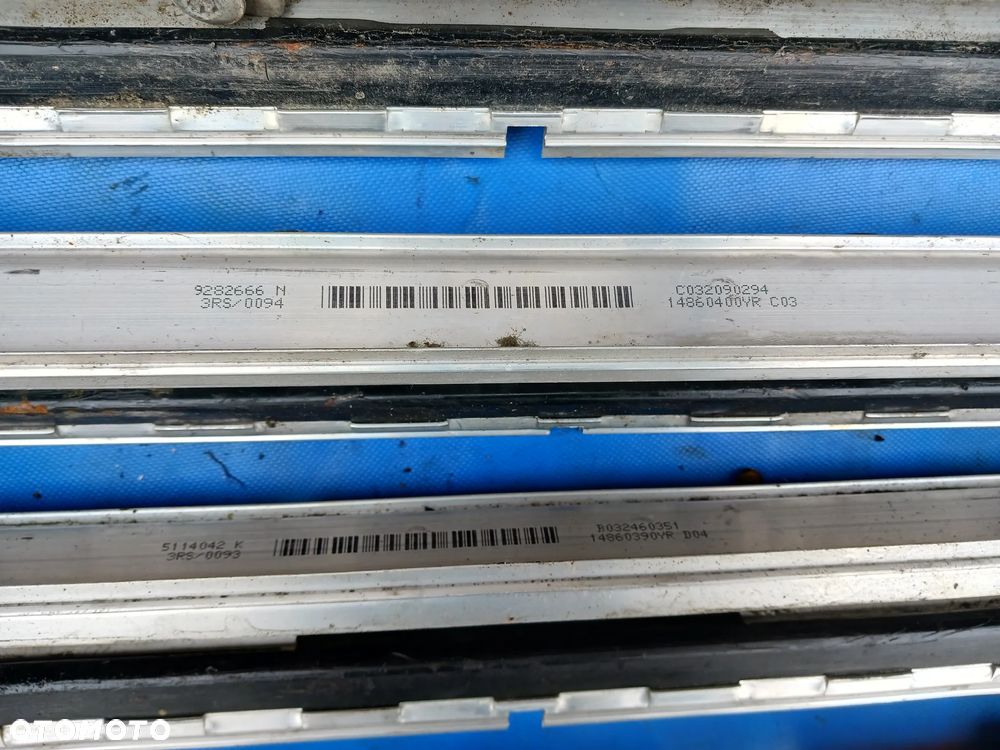 9282666 N
3RS/0094
C032090294
14860400YR C03
5114042 K
3RS/0093
B032460351
14860390YR D04
OTOMOTO